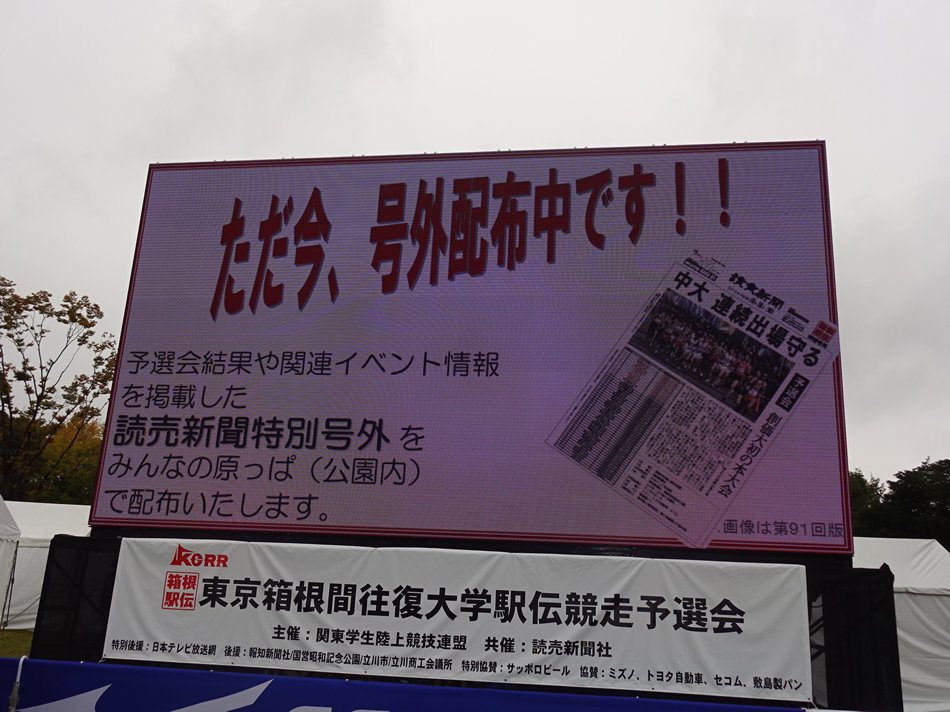 ただ今、号外配布中です！！
予選会結果や関連イベント情報
を掲載した
読売新聞特別号外を
みんなの原っぱ（公園内）
で配布いたします。
読売新聞
中大 連続出場守る
予選会
創価大初の本大会
画像は第91回版
KGRR
箱根
駅伝
東京箱根間往復大学駅伝競走予選会
主催：関東学生陸上競技連盟 共催：読売新聞社
特別後援：日本テレビ放送網 後援：報知新聞社/国営昭和記念公園/立川市/立川商工会議所 特別協賛：サッポロビール 協賛：ミズノ、トヨタ自動車、セコム、敷島製パン